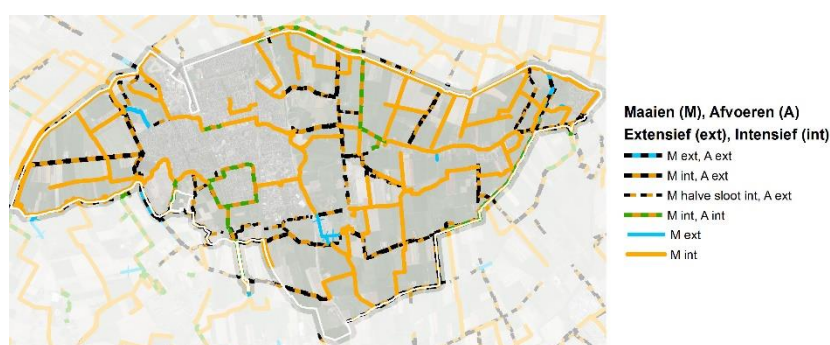 Maaien (M), Afvoeren (A)
Extensief (ext), Intensief (int)
M ext, A ext
M int, A ext
M halve sloot int, A ext
M int, A int
M ext
M int